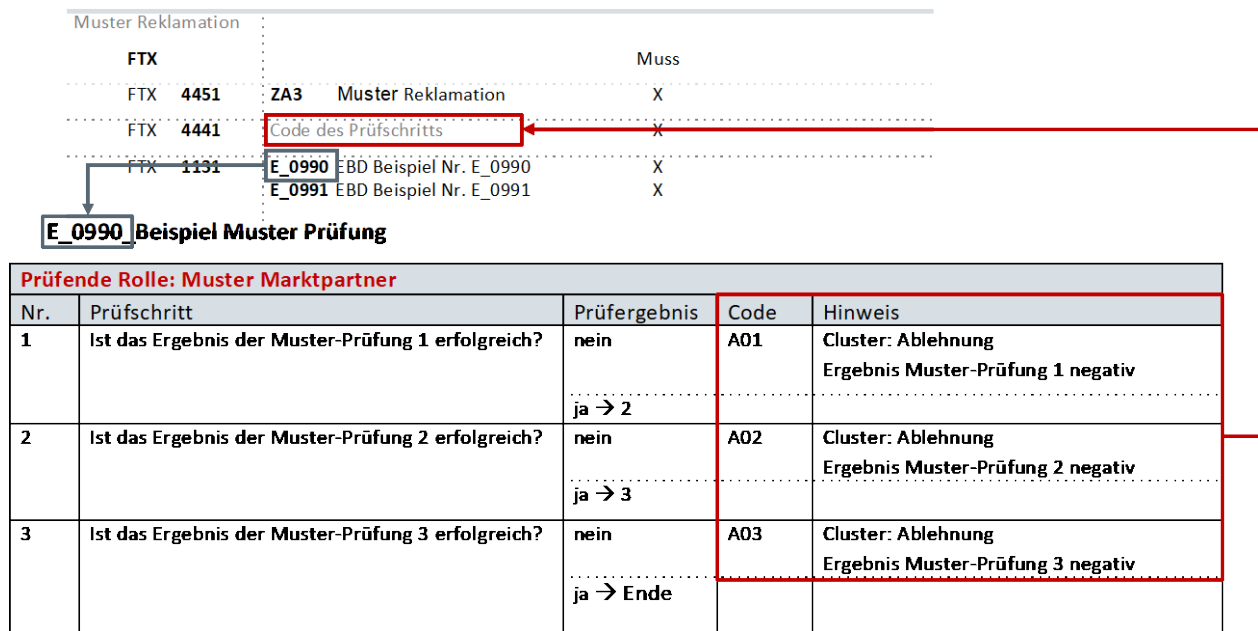 Muster Reklamation
FTX Muss
FTX 4451 ZA3 Muster Reklamation X
FTX 4441 Code des Prüfschritts X
FTX 1131 E_0990 EBD Beispiel Nr. E_0990 X
E_0991 EBD Beispiel Nr. E_0991 X
E_0990_Beispiel Muster Prüfung
Prüfende Rolle: Muster Marktpartner
Nr. Prüfschritt Prüfergebnis Code Hinweis
1 Ist das Ergebnis der Muster-Prüfung 1 erfolgreich? nein A01 Cluster: Ablehnung
Ergebnis Muster-Prüfung 1 negativ
ja → 2
2 Ist das Ergebnis der Muster-Prüfung 2 erfolgreich? nein A02 Cluster: Ablehnung
Ergebnis Muster-Prüfung 2 negativ
ja → 3
3 Ist das Ergebnis der Muster-Prüfung 3 erfolgreich? nein A03 Cluster: Ablehnung
Ergebnis Muster-Prüfung 3 negativ
ja → Ende